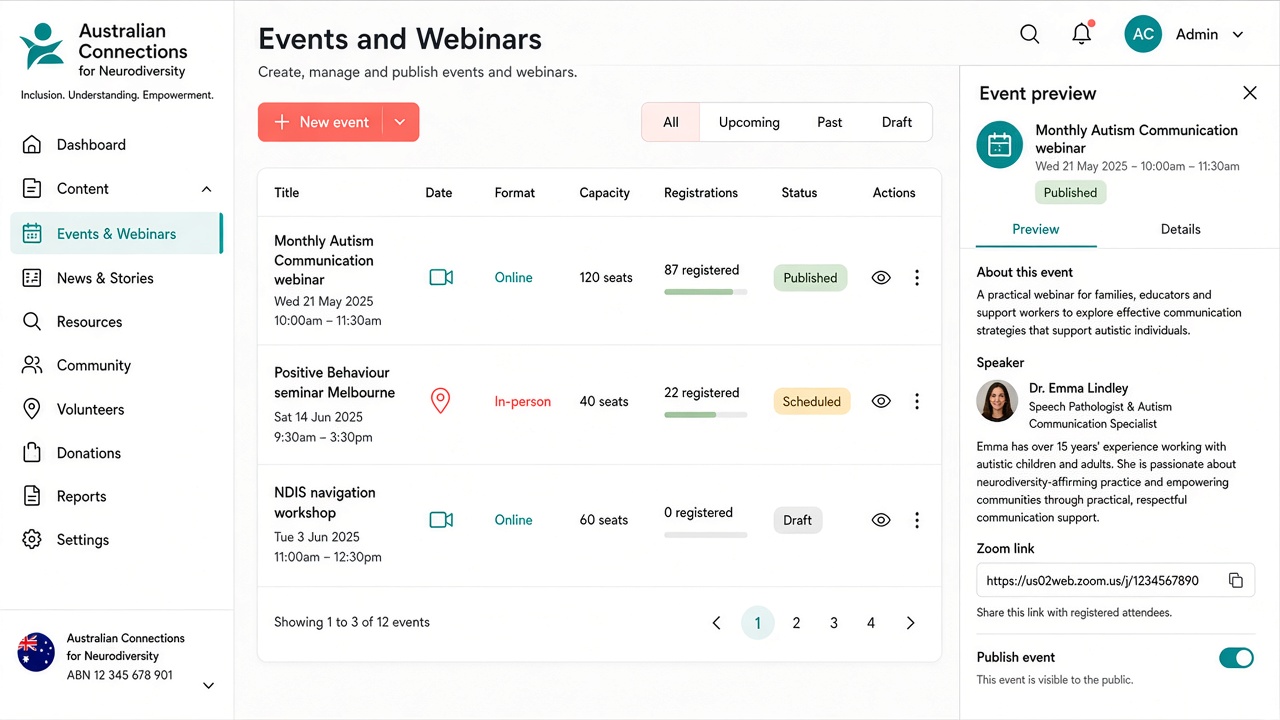 Australian
Connections
for Neurodiversity
Inclusion. Understanding. Empowerment.
Dashboard
Content
Events & Webinars
News & Stories
Resources
Community
Volunteers
Donations
Reports
Settings
Australian Connections
for Neurodiversity
ABN 12 345 678 901
Events and Webinars
Create, manage and publish events and webinars.
New event
All
Upcoming
Past
Draft
AC
Admin
Title
Date
Format
Capacity
Registrations
Status
Actions
Monthly Autism
Communication
webinar
Wed 21 May 2025
10:00am – 11:30am
Online
120 seats
87 registered
Published
Positive Behaviour
seminar Melbourne
Sat 14 Jun 2025
9:30am – 3:30pm
In-person
40 seats
22 registered
Scheduled
NDIS navigation
workshop
Tue 3 Jun 2025
11:00am – 12:30pm
Online
60 seats
0 registered
Draft
Showing 1 to 3 of 12 events
1
2
3
4
Event preview
Monthly Autism Communication
webinar
Wed 21 May 2025 – 10:00am – 11:30am
Published
Preview
Details
About this event
A practical webinar for families, educators and
support workers to explore effective communication
strategies that support autistic individuals.
Speaker
Dr. Emma Lindley
Speech Pathologist & Autism
Communication Specialist
Emma has over 15 years' experience working with
autistic children and adults. She is passionate about
neurodiversity-affirming practice and empowering
communities through practical, respectful
communication support.
Zoom link
https://us02web.zoom.us/j/1234567890
Share this link with registered attendees.
Publish event
This event is visible to the public.